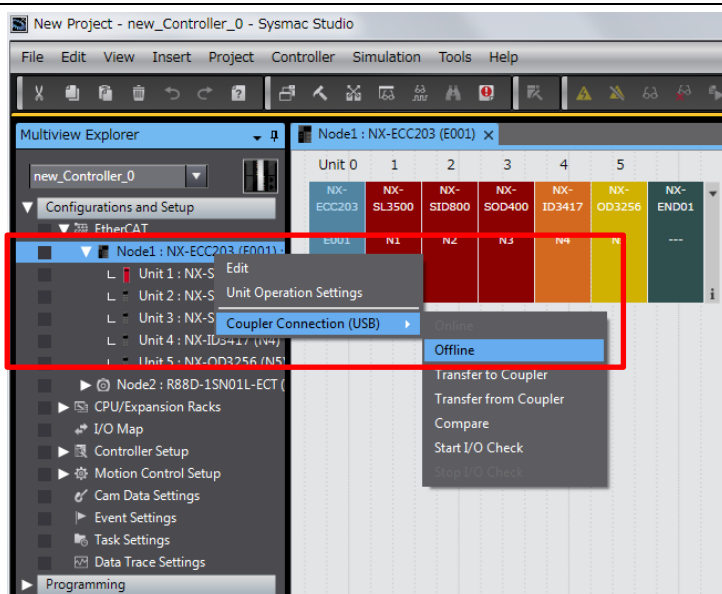 New Project - new_Controller_0 - Sysmac Studio
File Edit View Insert Project Controller Simulation Tools Help
Multiview Explorer
Node1 : NX-ECC203 (E001)
new_Controller_0
Unit 0 1 2 3 4 5
NX-ECC203 NX-SL3500 NX-SID800 NX-SOD400 NX-ID3417 NX-OD3256 NX-END01
E001 N1 N2 N3 N4 ---
Configurations and Setup
EtherCAT
Node1 : NX-ECC203 (E001)
Unit 1 : NX-S
Unit 2 : NX-S
Unit 3 : NX-S
Unit 4 : NX-ID3417 (N4)
Unit 5 : NX-OD3256 (N5)
Node2 : R88D-1SN01L-ECT (
CPU/Expansion Racks
I/O Map
Controller Setup
Motion Control Setup
Cam Data Settings
Event Settings
Task Settings
Data Trace Settings
Programming
Edit
Unit Operation Settings
Coupler Connection (USB)
Online
Offline
Transfer to Coupler
Transfer from Coupler
Compare
Start I/O Check
Stop I/O Check